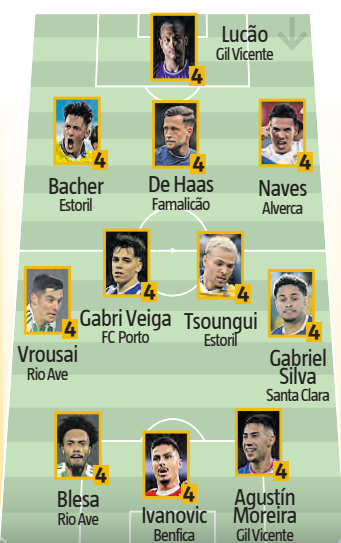 Lucão
Gil Vicente
4
4
4
4
Bacher
Estoril
De Haas
Famalicão
Naves
Alverca
4
4
4
4
Gabri Veiga
FC Porto
Tsoungui
Estoril
Vrousai
Rio Ave
Gabriel
Silva
Santa Clara
4
4
4
Blesa
Rio Ave
Ivanovic
Benfica
Agustín
Moreira
Gil Vicente